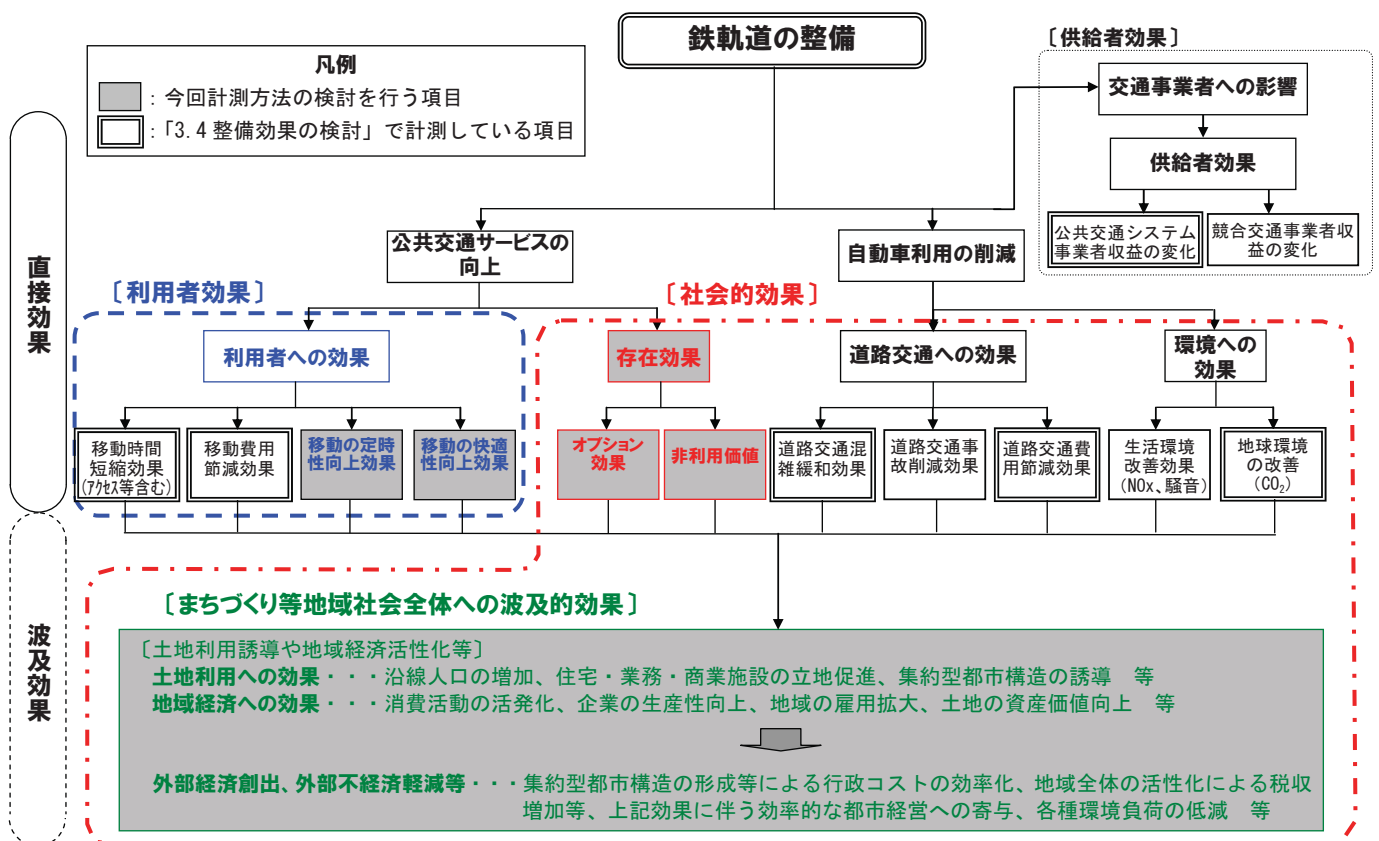 鉄軌道の整備
凡例
：今回計測方法の検討を行う項目
：「3.4 整備効果の検討」で計測している項目
〔供給者効果〕
交通事業者への影響
供給者効果
公共交通システム
事業者収益の変化
競合交通事業者収
益の変化
直接効果
公共交通サービスの
向上
自動車利用の削減
〔利用者効果〕
〔社会的効果〕
利用者への効果
存在効果
道路交通への効果
環境への
効果
移動時間
短縮効果
(アクセス等含む)
移動費用
節減効果
移動の定時
性向上効果
移動の快適
性向上効果
オプション
効果
非利用価値
道路交通混
雑緩和効果
道路交通事
故削減効果
道路交通費
用節減効果
生活環境
改善効果
(NOx、騒音)
地球環境
の改善
(CO₂)
波及効果
〔まちづくり等地域社会全体への波及的効果〕
〔土地利用誘導や地域経済活性化等〕
土地利用への効果・・・沿線人口の増加、住宅・業務・商業施設の立地促進、集約型都市構造の誘導　等
地域経済への効果・・・消費活動の活発化、企業の生産性向上、地域の雇用拡大、土地の資産価値向上　等
外部経済創出、外部不経済軽減等・・・集約型都市構造の形成等による行政コストの効率化、地域全体の活性化による税収
増加等、上記効果に伴う効率的な都市経営への寄与、各種環境負荷の低減　等